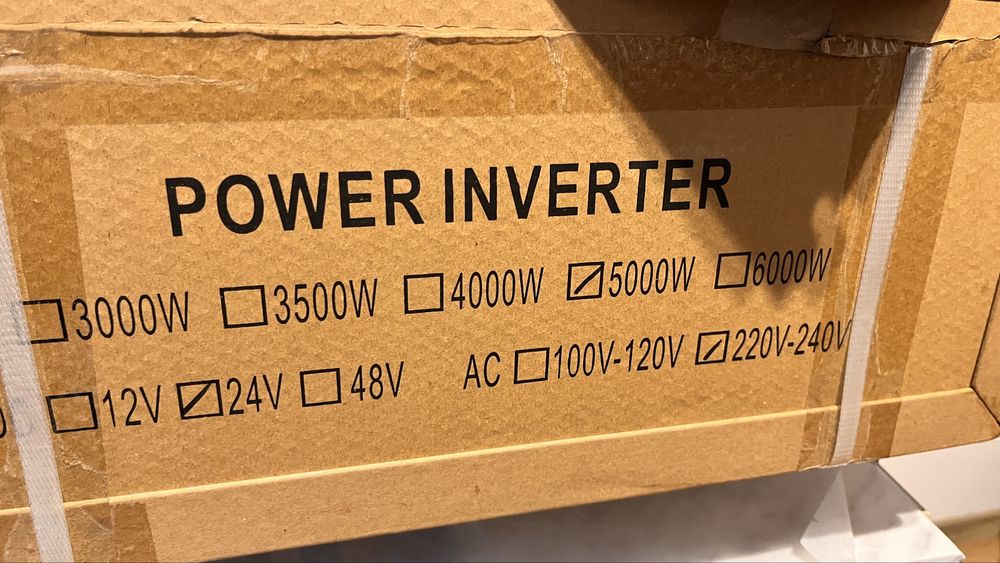 POWER INVERTER
3000W 3500W 4000W 5000W 6000W
12V 24V 48V AC 100V-120V 220V-240V